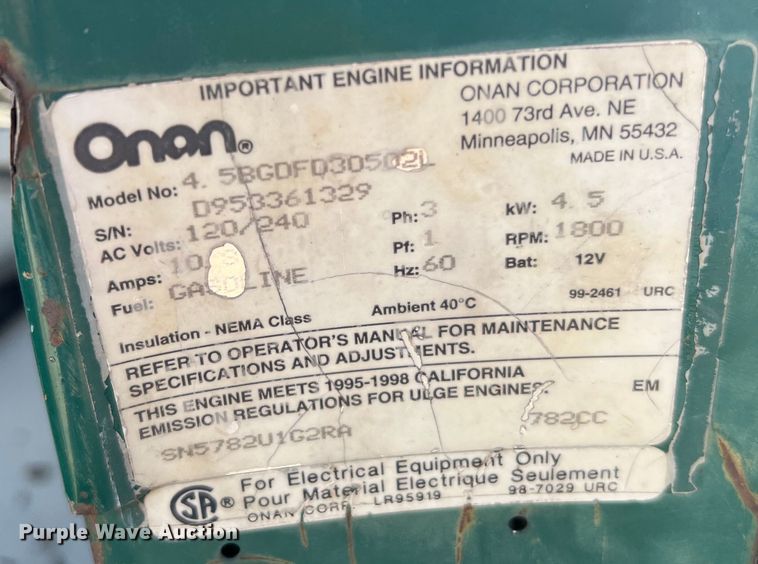 IMPORTANT ENGINE INFORMATION
Onan®
ONAN CORPORATION
1400 73rd Ave. NE
Minneapolis, MN 55432
MADE IN U.S.A.
Model No: 4.5BGDFD30502L
S/N: D953361329
AC Volts: 120/240 Ph: 3 kW: 4.5
Amps: 10. Pf: 1 RPM: 1800
Fuel: GASOLINE Hz: 60 Bat: 12V
99-2461 URC
Insulation - NEMA Class Ambient 40°C
REFER TO OPERATOR'S MANUAL FOR MAINTENANCE
SPECIFICATIONS AND ADJUSTMENTS.
THIS ENGINE MEETS 1995-1998 CALIFORNIA
EMISSION REGULATIONS FOR ULGE ENGINES. EM
SN5782U1G2RA 782CC
SA® For Electrical Equipment Only
Pour Material Electrique Seulement
ONAN CORP. LR95919 98-7029 URC
Purple Wave Auction